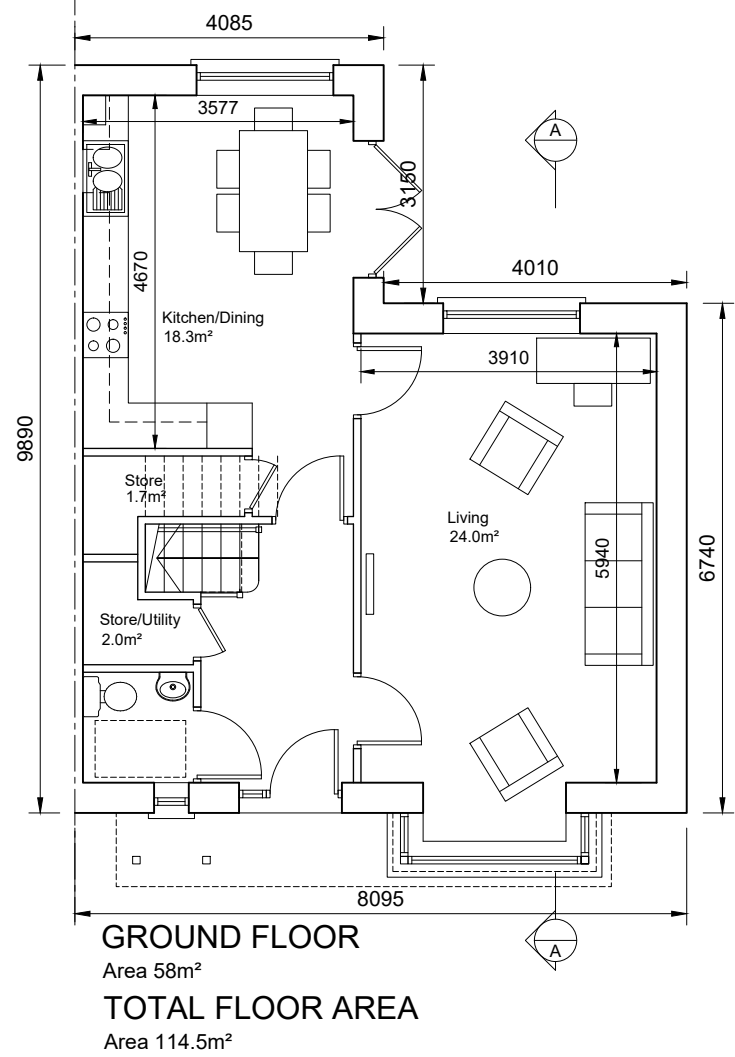 4085
3577
A
3150
4670
4010
Kitchen/Dining
18.3m²
3910
9890
Store
1.7m²
Living
24.0m²
5940
6740
Store/Utility
2.0m²
8095
A
GROUND FLOOR
Area 58m²
TOTAL FLOOR AREA
Area 114.5m²